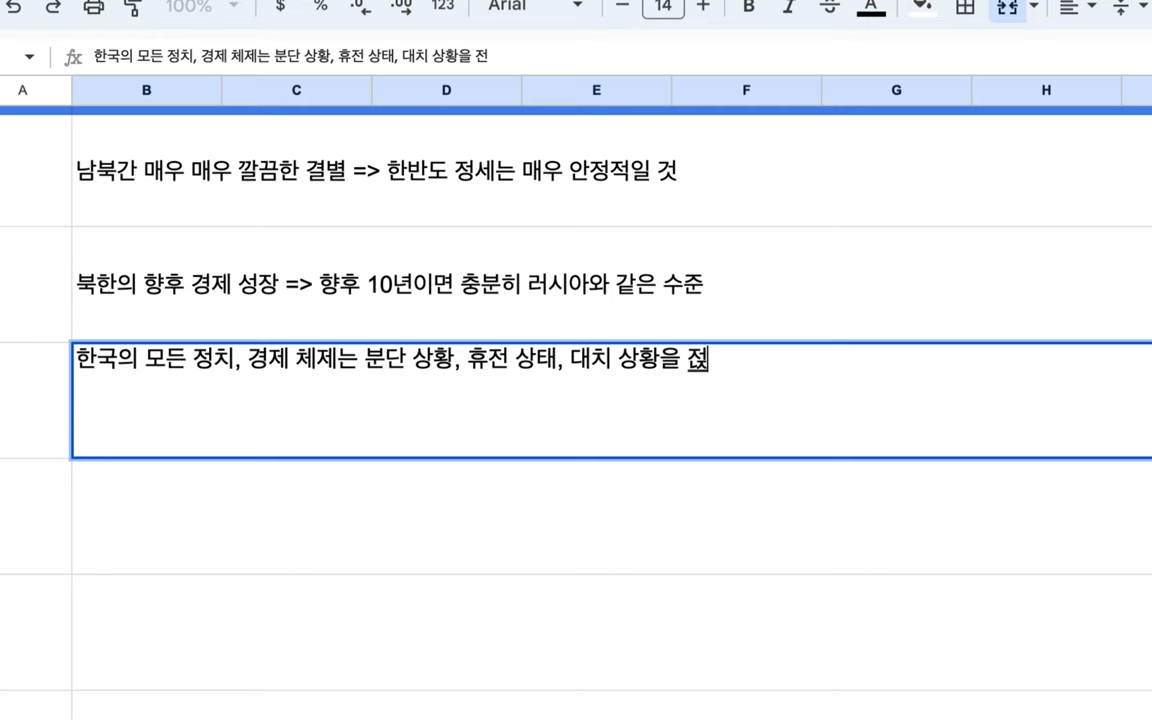 100% $ % .0 .00 123 Arial 14 B I A
fx 한국의 모든 정치, 경제 체제는 분단 상황, 휴전 상태, 대치 상황을 전
A B C D E F G H
남북간 매우 매우 깔끔한 결별 => 한반도 정세는 매우 안정적일 것
북한의 향후 경제 성장 => 향후 10년이면 충분히 러시아와 같은 수준
한국의 모든 정치, 경제 체제는 분단 상황, 휴전 상태, 대치 상황을